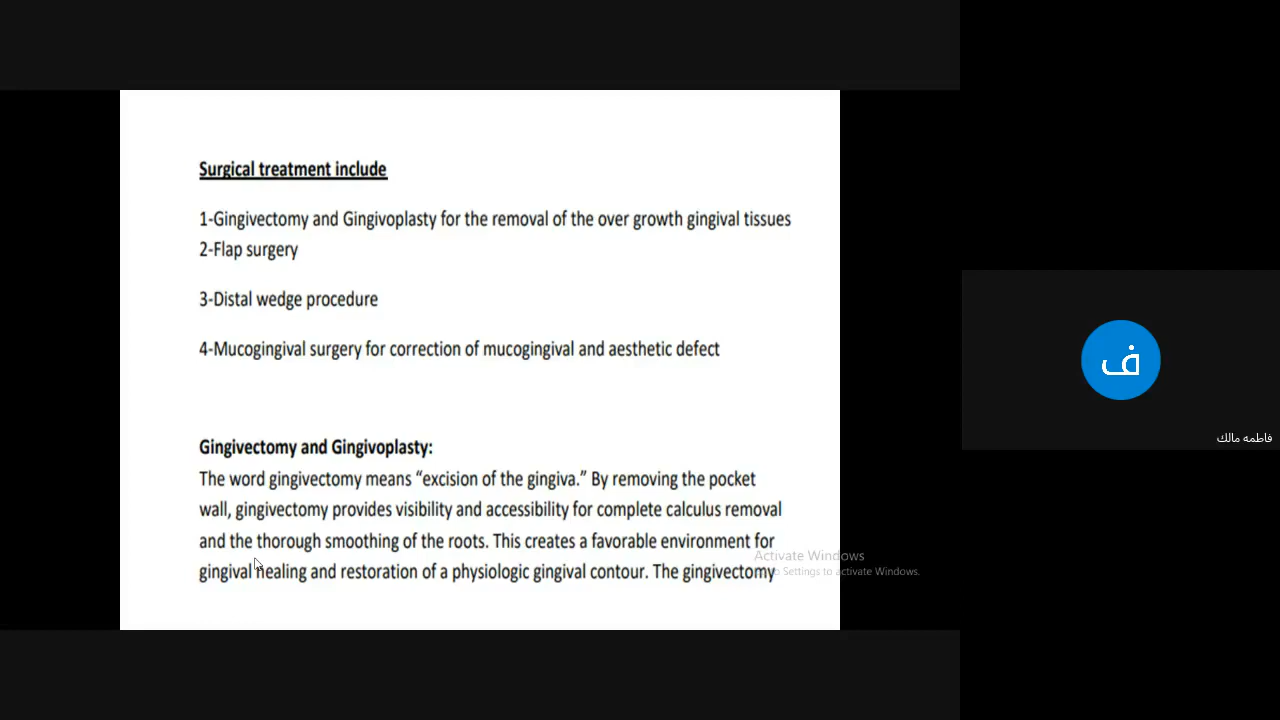 Surgical treatment include
1-Gingivectomy and Gingivoplasty for the removal of the over growth gingival tissues
2-Flap surgery
3-Distal wedge procedure
4-Mucogingival surgery for correction of mucogingival and aesthetic defect
Gingivectomy and Gingivoplasty:
The word gingivectomy means “excision of the gingiva.” By removing the pocket
wall, gingivectomy provides visibility and accessibility for complete calculus removal
and the thorough smoothing of the roots. This creates a favorable environment for
gingival healing and restoration of a physiologic gingival contour. The gingivectomy
Activate Windows
to Settings to activate Windows.
ف
فاطمه مالك